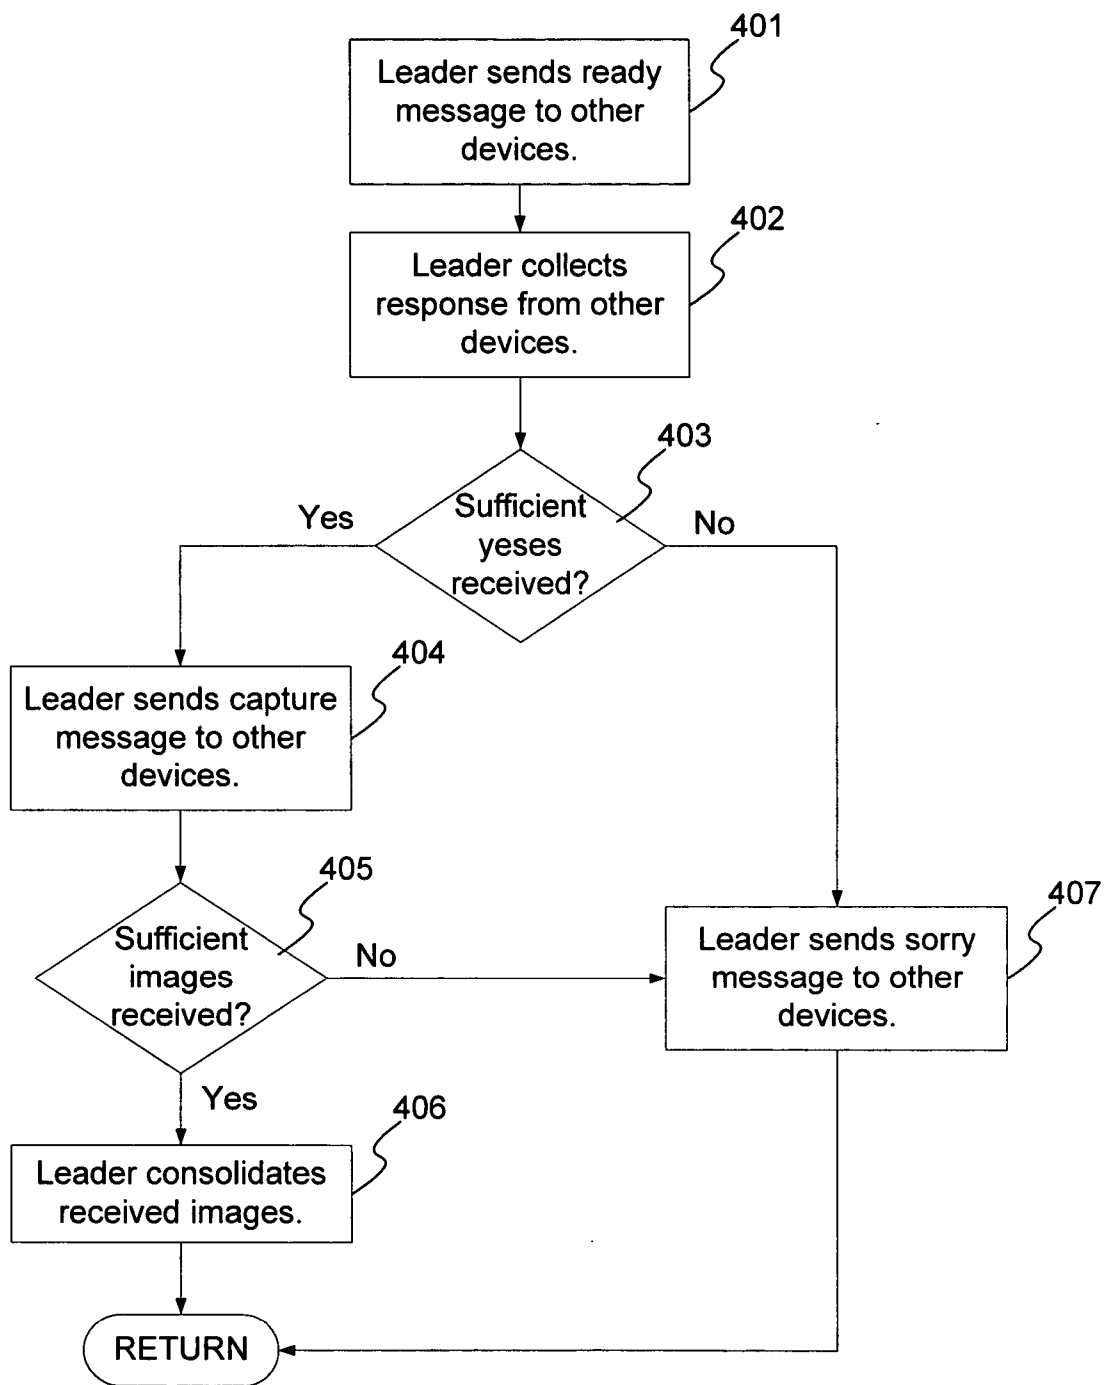 401
Leader sends ready
message to other
devices.
402
Leader collects
response from other
devices.
403
Sufficient
yeses
received?
Yes
No
404
Leader sends capture
message to other
devices.
405
Sufficient
images
received?
No
407
Leader sends sorry
message to other
devices.
Yes
406
Leader consolidates
received images.
RETURN